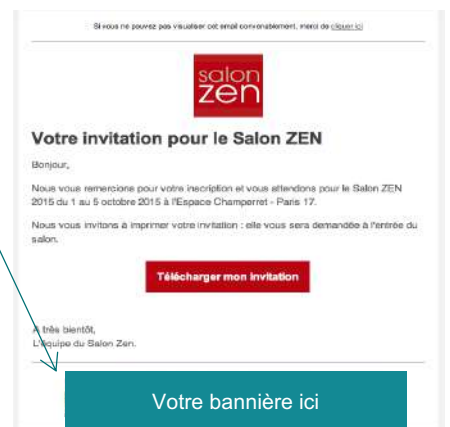 Si vous ne pouvez pas visualiser cet email convenablement, merci de cliquer ici
salon
zen
Votre invitation pour le Salon ZEN
Bonjour,
Nous vous remercions pour votre inscription et vous attendons pour le Salon ZEN
2015 du 1 au 5 octobre 2015 à l'Espace Champerret - Paris 17.
Nous vous invitons à imprimer votre invitation : elle vous sera demandée à l'entrée du
salon.
Télécharger mon invitation
A très bientôt,
L'équipe du Salon Zen.
Votre bannière ici